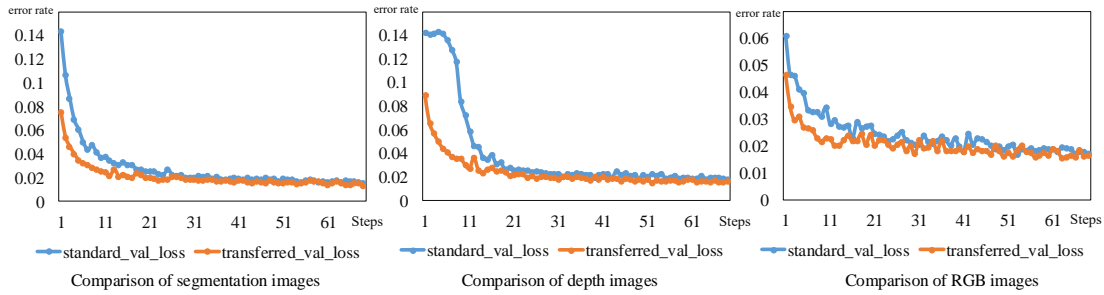 error rate
0.14
0.12
0.1
0.08
0.06
0.04
0.02
0
1 11 21 31 41 51 61 Steps
standard_val_loss transferred_val_loss
Comparison of segmentation images
error rate
0.14
0.12
0.1
0.08
0.06
0.04
0.02
0
1 11 21 31 41 51 61 Steps
standard_val_loss transferred_val_loss
Comparison of depth images
error rate
0.06
0.05
0.04
0.03
0.02
0.01
0
1 11 21 31 41 51 61 Steps
standard_val_loss transferred_val_loss
Comparison of RGB images